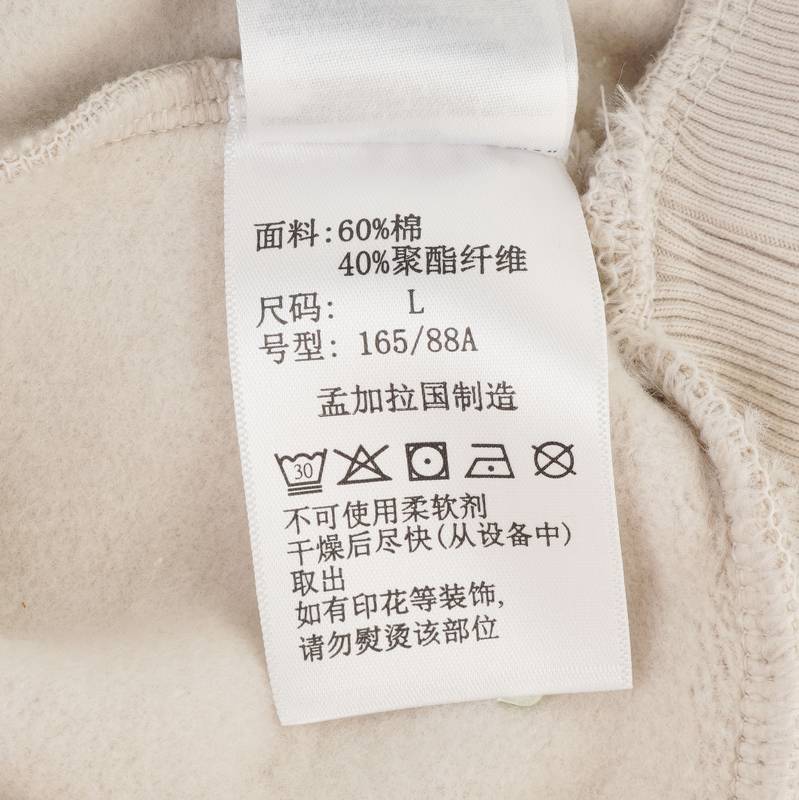 面料:60%棉
40%聚酯纤维
尺码: L
号型: 165/88A
孟加拉国制造
30
不可使用柔软剂
干燥后尽快(从设备中)
取出
如有印花等装饰,
请勿熨烫该部位